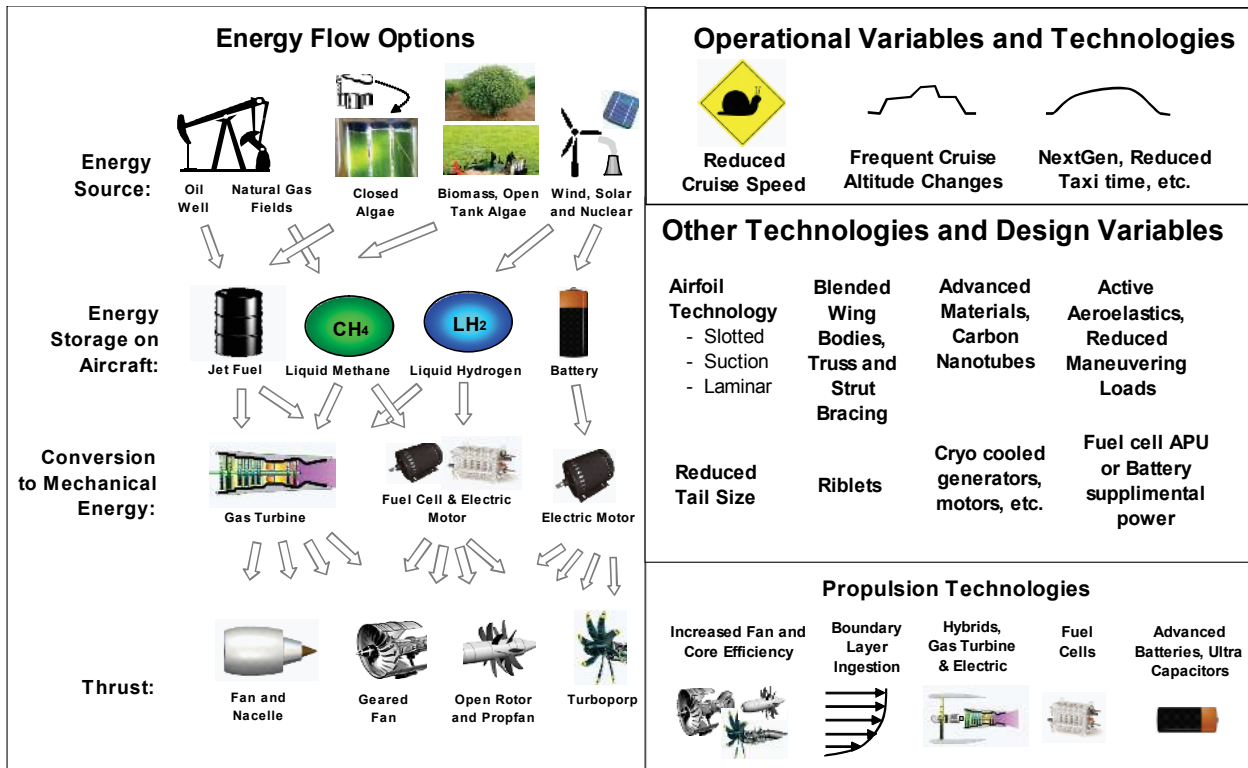 Energy Flow Options
Energy
Source:
Oil
Well
Natural Gas
Fields
Closed
Algae
Biomass, Open
Tank Algae
Wind, Solar
and Nuclear
Energy
Storage on
Aircraft:
Jet Fuel
CH4
Liquid Methane
LH2
Liquid Hydrogen
Battery
Conversion
to Mechanical
Energy:
Gas Turbine
Fuel Cell & Electric
Motor
Electric Motor
Thrust:
Fan and
Nacelle
Geared
Fan
Open Rotor
and Propfan
Turboporp
Operational Variables and Technologies
Reduced
Cruise Speed
Frequent Cruise
Altitude Changes
NextGen, Reduced
Taxi time, etc.
Other Technologies and Design Variables
Airfoil
Technology
- Slotted
- Suction
- Laminar
Blended
Wing
Bodies,
Truss and
Strut
Bracing
Advanced
Materials,
Carbon
Nanotubes
Active
Aeroelastics,
Reduced
Maneuvering
Loads
Reduced
Tail Size
Riblets
Cryo cooled
generators,
motors, etc.
Fuel cell APU
or Battery
supplimental
power
Propulsion Technologies
Increased Fan and
Core Efficiency
Boundary
Layer
Ingestion
Hybrids,
Gas Turbine
& Electric
Fuel
Cells
Advanced
Batteries, Ultra
Capacitors